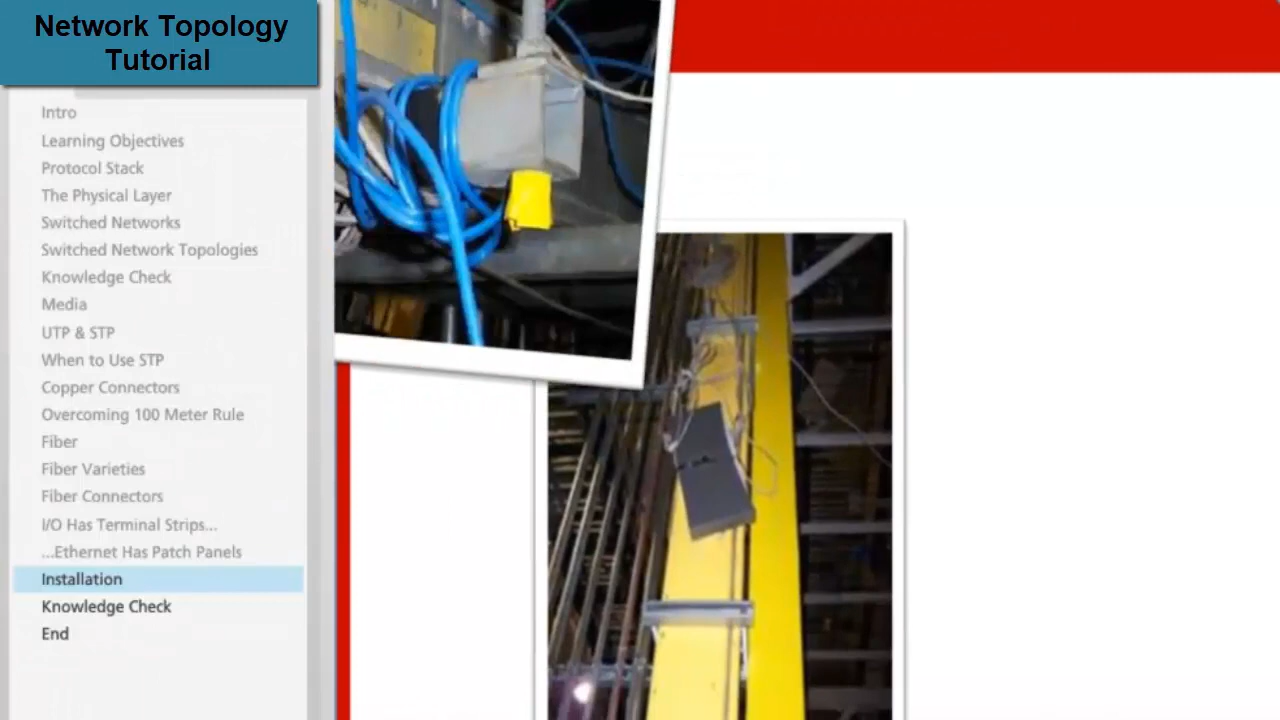 Network Topology
Tutorial
Intro
Learning Objectives
Protocol Stack
The Physical Layer
Switched Networks
Switched Network Topologies
Knowledge Check
Media
UTP & STP
When to Use STP
Copper Connectors
Overcoming 100 Meter Rule
Fiber
Fiber Varieties
Fiber Connectors
I/O Has Terminal Strips...
...Ethernet Has Patch Panels
Installation
Knowledge Check
End